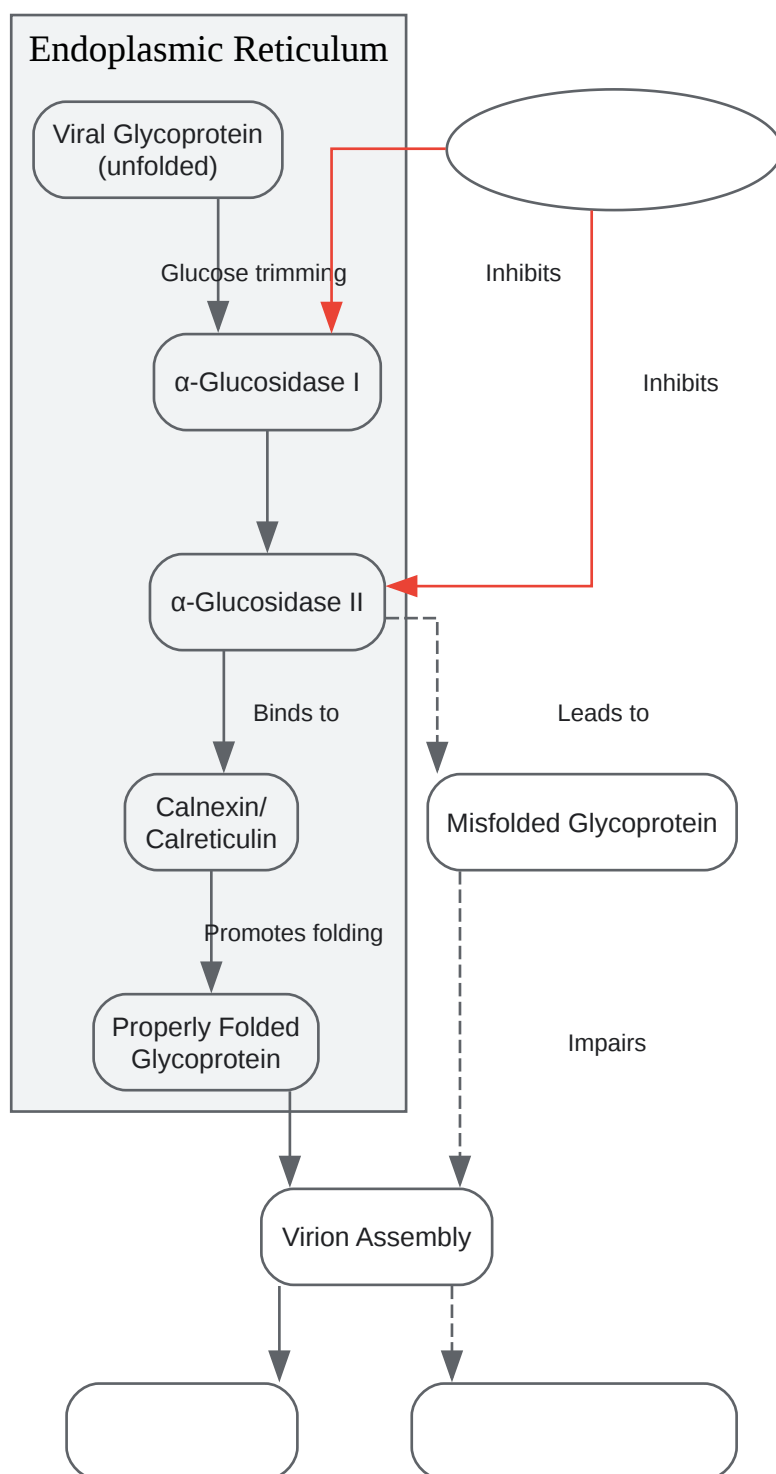 Endoplasmic Reticulum
Viral Glycoprotein
(unfolded)
Glucose trimming
Inhibits
α-Glucosidase I
Inhibits
α-Glucosidase II
Binds to
Leads to
Calnexin/
Calreticulin
Misfolded Glycoprotein
Promotes folding
Properly Folded
Glycoprotein
Impairs
Virion Assembly